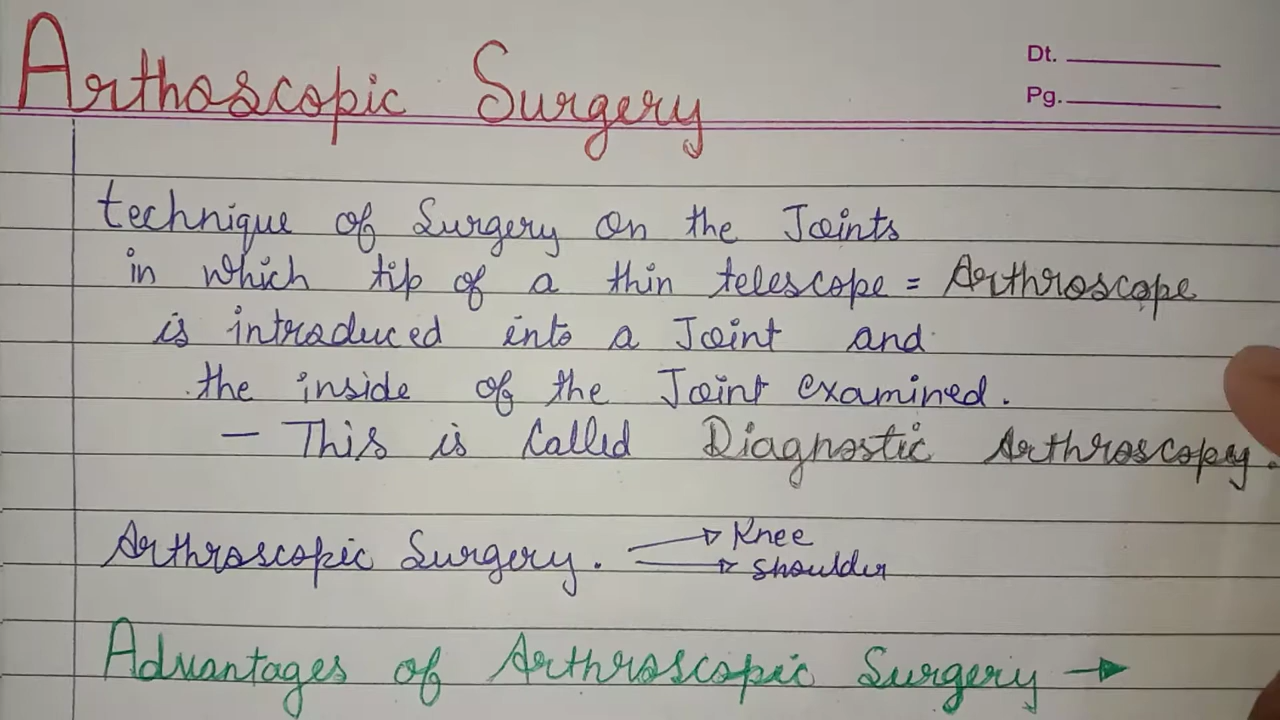 Dt.
Pg.
Arthoscopic Surgery
technique of Surgery on the Joints
in which tip of a thin telescope = Arthroscope
is introduced into a Joint and
the inside of the Joint examined.
- This is called Diagnostic Arthroscopy.
Arthroscopic Surgery. → Knee
→ shoulder
Advantages of Arthroscopic Surgery →